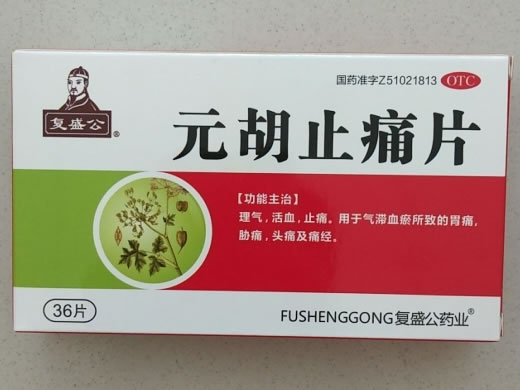 国药准字Z51021813 OTC
复盛公®
元胡止痛片
【功能主治】
理气,活血,止痛。用于气滞血瘀所致的胃痛,
胁痛,头痛及痛经。
36片
FUSHENGGONG复盛公药业®